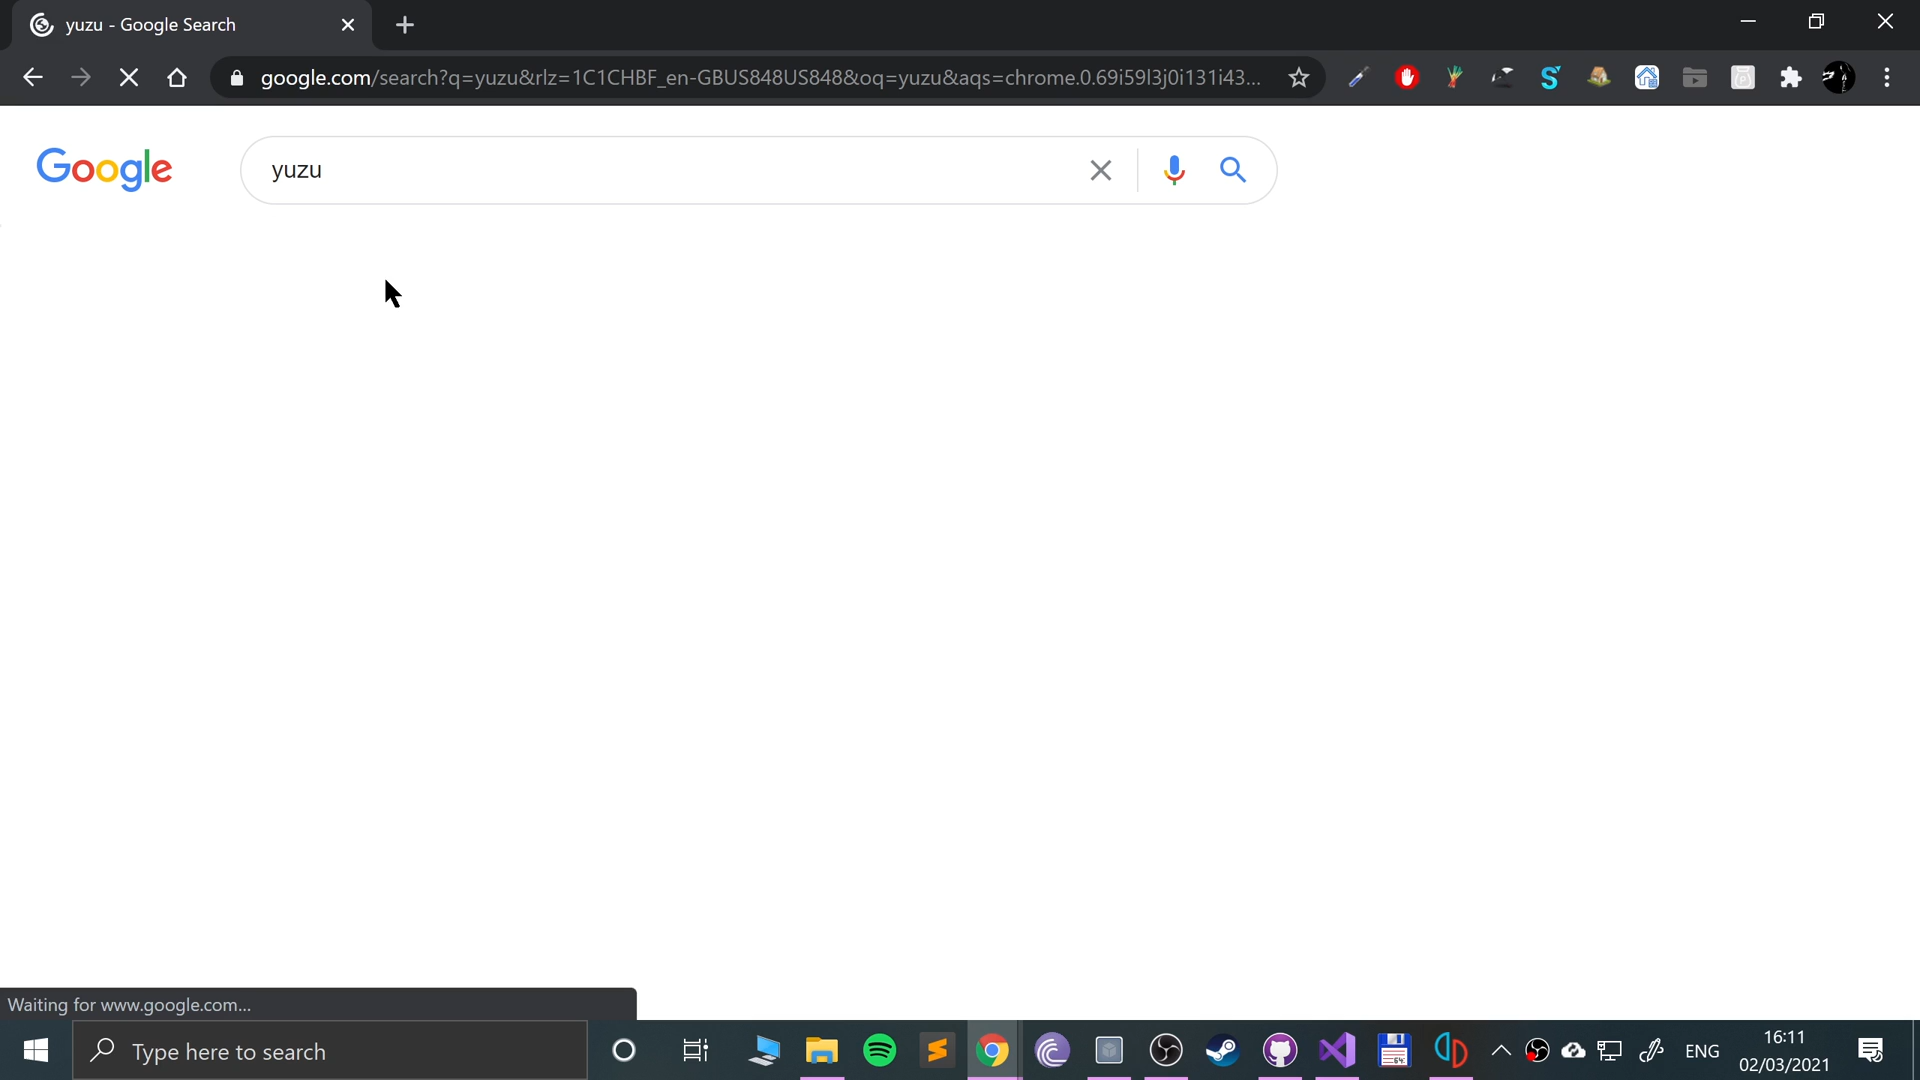 yuzu - Google Search
google.com/search?q=yuzu&rlz=1C1CHBF_en-GBUS848US848&oq=yuzu&aqs=chrome.0.69i59l3j0i131i43...
Google
yuzu
Waiting for www.google.com...
Type here to search
64
ENG
16:11
02/03/2021